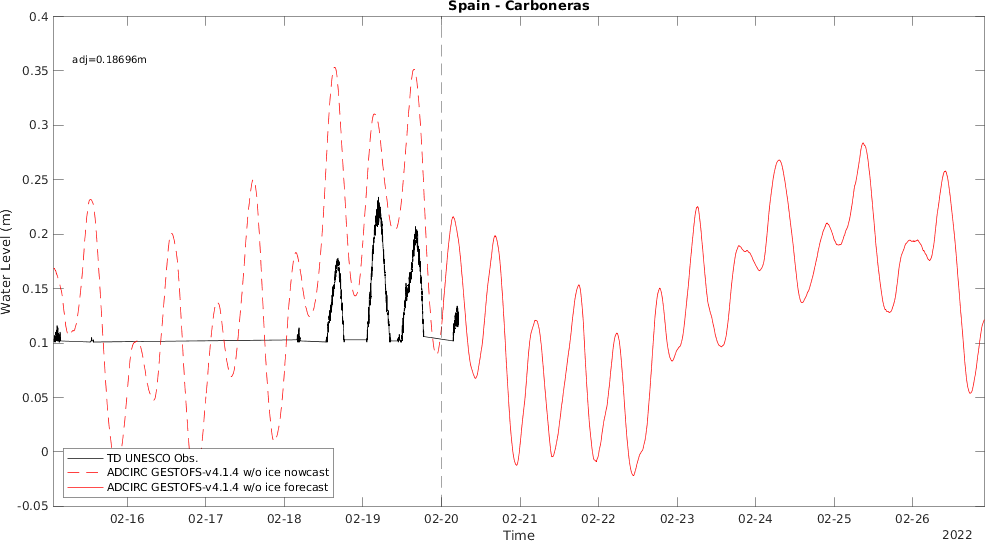 Spain - Carboneras
adj=0.18696m
Water Level (m)
0.4
0.35
0.3
0.25
0.2
0.15
0.1
0.05
0
-0.05
TD UNESCO Obs.
ADCIRC GESTOFS-v4.1.4 w/o ice nowcast
ADCIRC GESTOFS-v4.1.4 w/o ice forecast
02-16 02-17 02-18 02-19 02-20 02-21 02-22 02-23 02-24 02-25 02-26
Time
2022